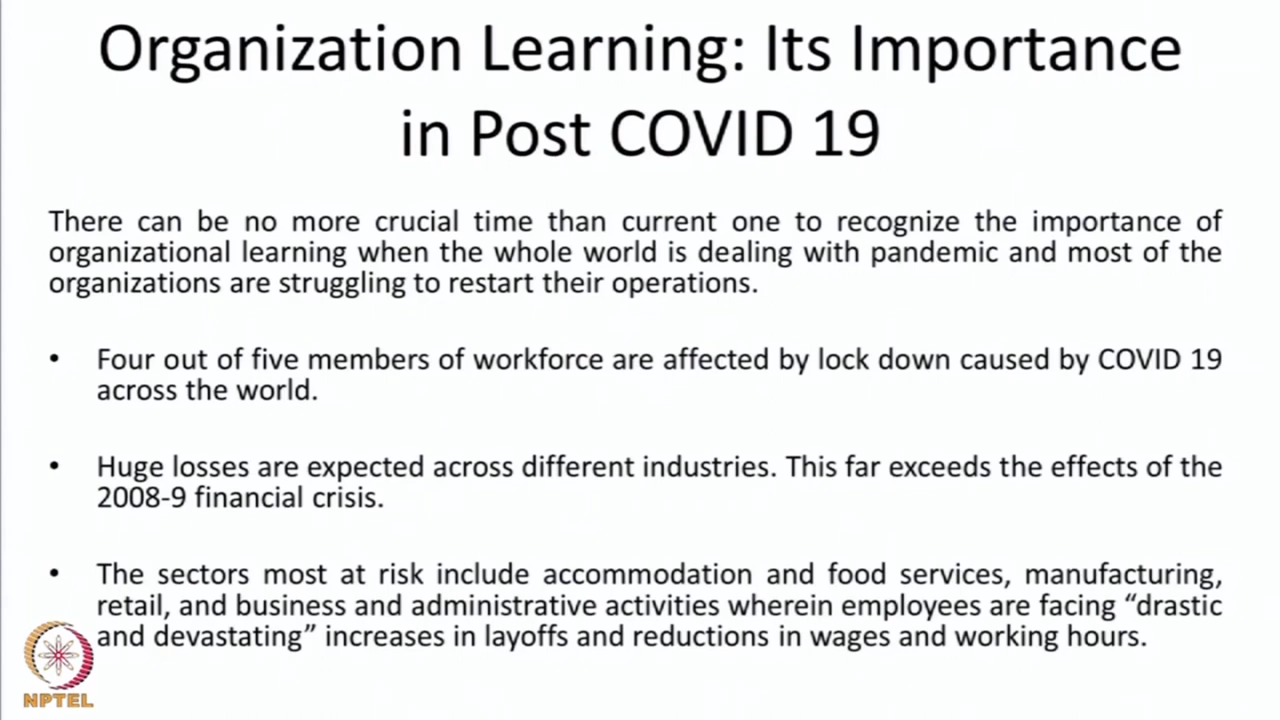 Organization Learning: Its Importance
in Post COVID 19
There can be no more crucial time than current one to recognize the importance of
organizational learning when the whole world is dealing with pandemic and most of the
organizations are struggling to restart their operations.
• Four out of five members of workforce are affected by lock down caused by COVID 19
across the world.
• Huge losses are expected across different industries. This far exceeds the effects of the
2008-9 financial crisis.
• The sectors most at risk include accommodation and food services, manufacturing,
retail, and business and administrative activities wherein employees are facing “drastic
and devastating” increases in layoffs and reductions in wages and working hours.
NPTEL